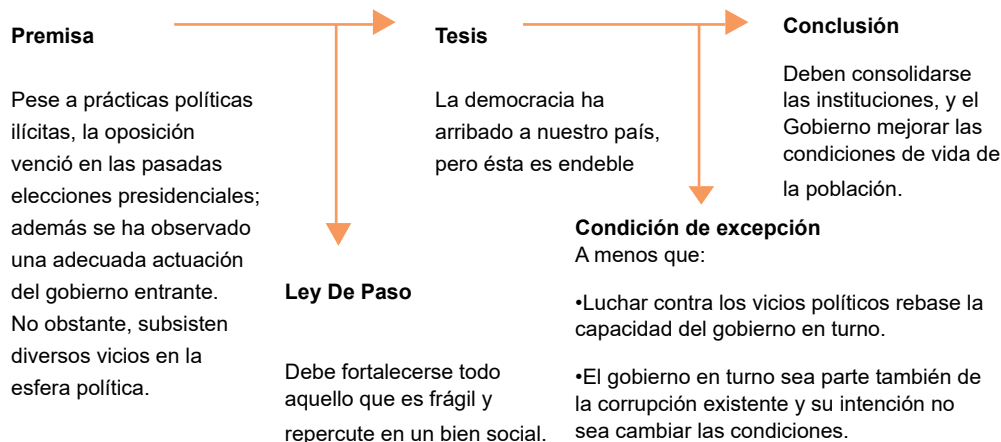 Premisa
Pese a prácticas políticas
ilícitas, la oposición
venció en las pasadas
elecciones presidenciales;
además se ha observado
una adecuada actuación
del gobierno entrante.
No obstante, subsisten
diversos vicios en la
esfera política.
Ley De Paso
Debe fortalecerse todo
aquello que es frágil y
repercute en un bien social.
Tesis
La democracia ha
arribado a nuestro país,
pero ésta es endeble
Condición de excepción
A menos que:
•Luchar contra los vicios políticos rebase la
capacidad del gobierno en turno.
•El gobierno en turno sea parte también de
la corrupción existente y su intención no
sea cambiar las condiciones.
Conclusión
Deben consolidarse
las instituciones, y el
Gobierno mejorar las
condiciones de vida de
la población.